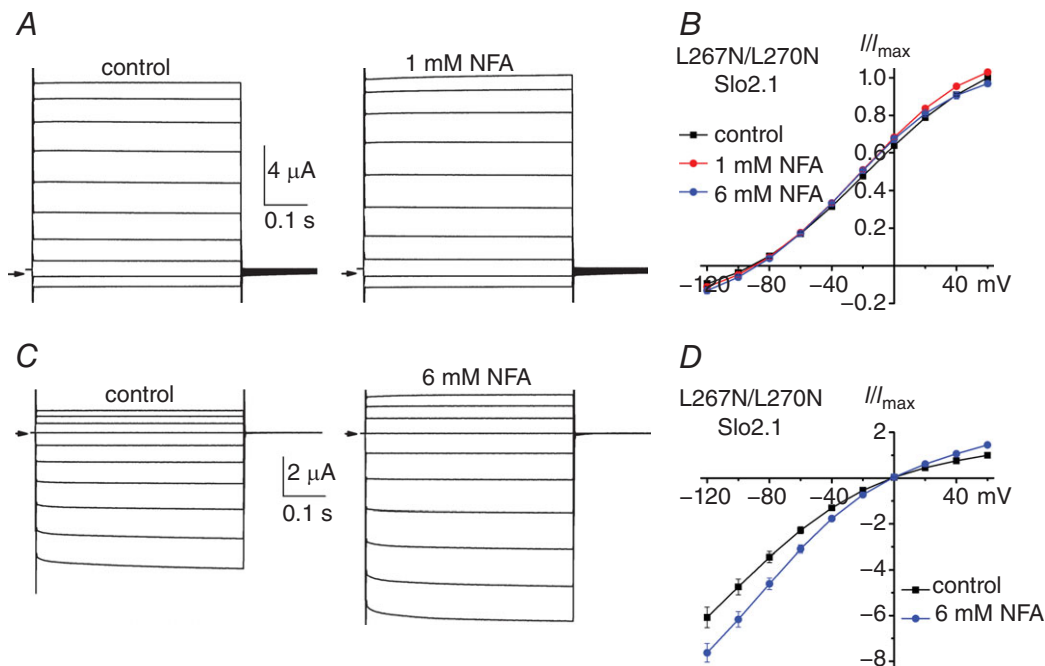 A
control
1 mM NFA
4 μA
0.1 s
B
L267N/L270N
Slo2.1
I/Imax
control
1 mM NFA
6 mM NFA
1.0
0.8
0.6
0.4
0.2
−120
−80
−40
40 mV
−0.2
C
control
6 mM NFA
2 μA
0.1 s
D
L267N/L270N
Slo2.1
I/Imax
2
−120
−80
−40
40 mV
−2
−4
−6
−8
control
6 mM NFA